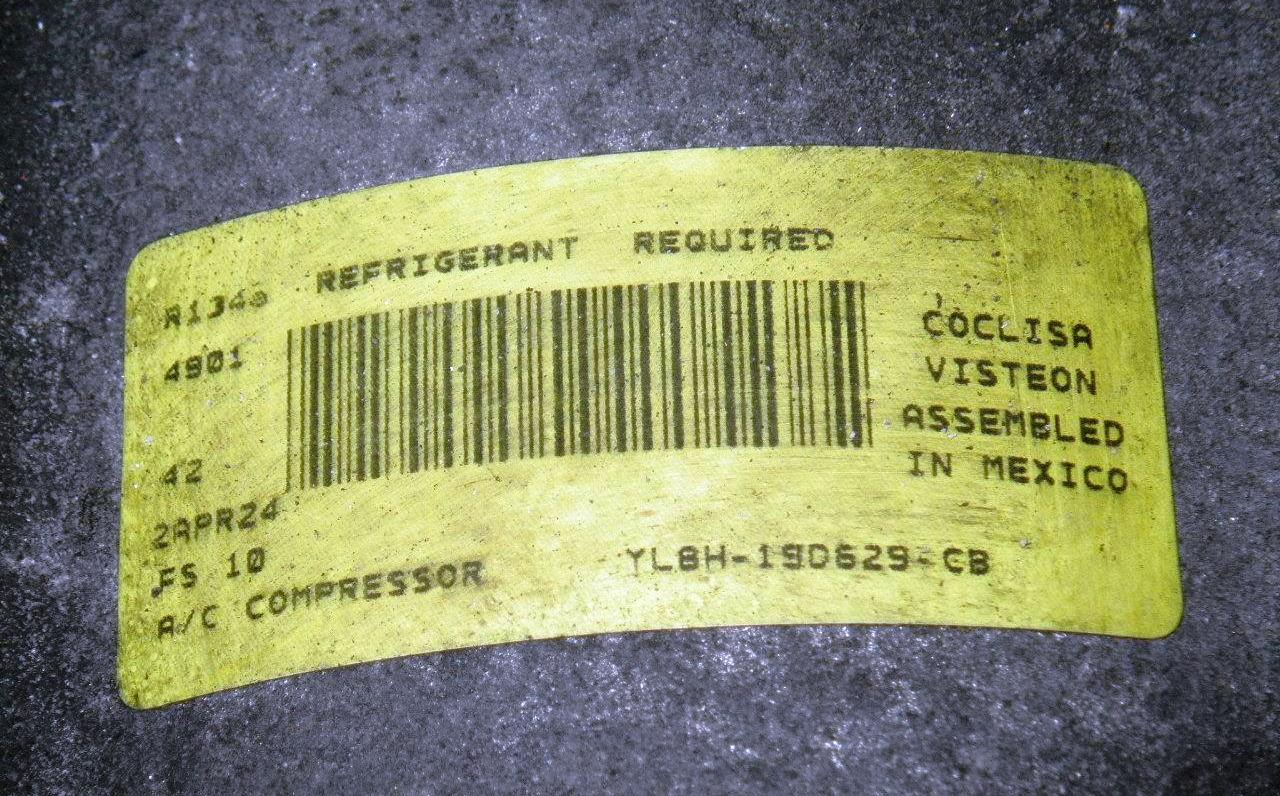 R134a REFRIGERANT REQUIRED
4901
42
2APR24
FS 10
A/C COMPRESSOR
COCLISA
VISTEON
ASSEMBLED
IN MEXICO
YL8H-19D629-CB